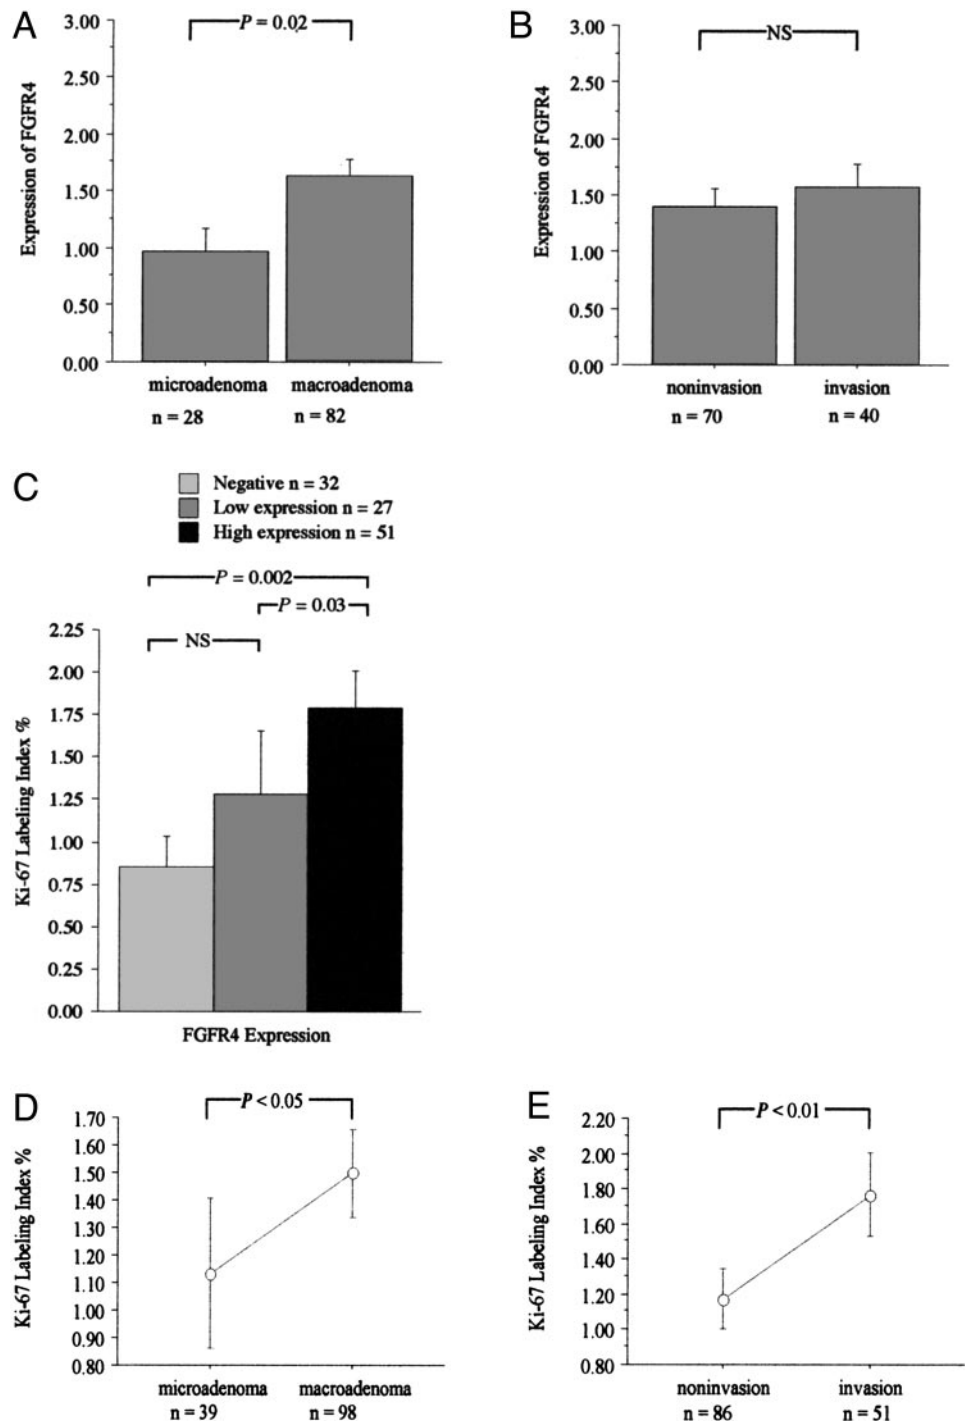 A
P = 0.02
3.00
2.50
2.00
1.50
1.00
0.50
0.00
Expression of FGFR4
microadenoma macroadenoma
n = 28 n = 82
B
NS
3.00
2.50
2.00
1.50
1.00
0.50
0.00
Expression of FGFR4
noninvasion invasion
n = 70 n = 40
C
Negative n = 32
Low expression n = 27
High expression n = 51
P = 0.002
P = 0.03
NS
2.25
2.00
1.75
1.50
1.25
1.00
0.75
0.50
0.25
0.00
Ki-67 Labeling Index %
FGFR4 Expression
D
P < 0.05
1.70
1.60
1.50
1.40
1.30
1.20
1.10
1.00
0.90
0.80
Ki-67 Labeling Index %
microadenoma macroadenoma
n = 39 n = 98
E
P < 0.01
2.20
2.00
1.80
1.60
1.40
1.20
1.00
0.80
Ki-67 Labeling Index %
noninvasion invasion
n = 86 n = 51